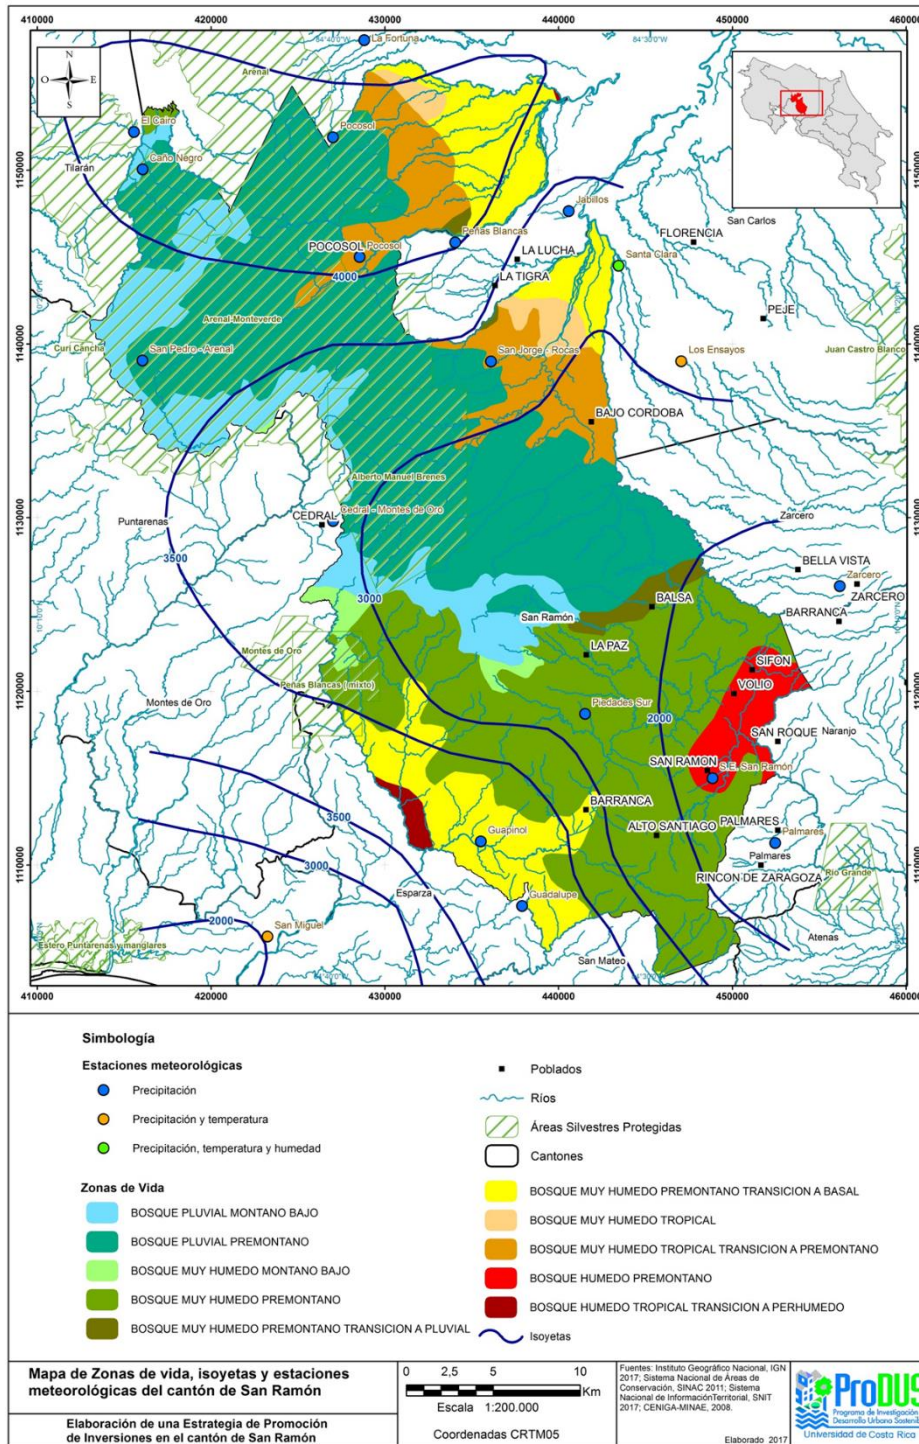 410000 420000 430000 440000 450000 460000
84°40'0"W 84°30'0"W
N
O E
S
La Fortuna
Arenal
El Cairo
Pocosol
Caño Negro
Tilarán
1150000
Jabillos
San Carlos
FLORENCIA
Peñas Blancas
POCOSOL Pocosol
LA LUCHA
Santa Clara
4000
LA TIGRA
PEJE
Arenal-Monteverde
1140000
Curi Cancha
San Pedro - Arenal
San Jorge - Rocas
Los Ensayos
Juan Castro Blanco
BAJO CORDOBA
Alberto Manuel Brenes
Puntarenas
CEDRAL
Cedral - Montes de Oro
1130000
Zarcero
3500
BELLA VISTA
Zarcero
ZARCERO
3000
BALSA
BARRANCA
San Ramón
Montes de Oro
LA PAZ
SIFON
Peñas Blancas (mixto)
VOLIO
1120000
Montes de Oro
Piedades Sur
2000
SAN ROQUE Naranjo
SAN RAMON
S.E. San Ramón
3500
BARRANCA
ALTO SANTIAGO
PALMARES
Palmares
Guapinol
3000
1110000
Palmares
RINCON DE ZARAGOZA
Rio Grande
Esparza
Guadalupe
2000
San Miguel
Atenas
Estero Puntarenas y manglares
San Mateo
410000 420000 430000 440000 450000 460000
Simbología
Estaciones meteorológicas
Precipitación
Precipitación y temperatura
Precipitación, temperatura y humedad
Poblados
Ríos
Áreas Silvestres Protegidas
Cantones
Zonas de Vida
BOSQUE PLUVIAL MONTANO BAJO
BOSQUE PLUVIAL PREMONTANO
BOSQUE MUY HUMEDO MONTANO BAJO
BOSQUE MUY HUMEDO PREMONTANO
BOSQUE MUY HUMEDO PREMONTANO TRANSICION A PLUVIAL
BOSQUE MUY HUMEDO PREMONTANO TRANSICION A BASAL
BOSQUE MUY HUMEDO TROPICAL
BOSQUE MUY HUMEDO TROPICAL TRANSICION A PREMONTANO
BOSQUE HUMEDO PREMONTANO
BOSQUE HUMEDO TROPICAL TRANSICION A PERHUMEDO
Isoyetas
Mapa de Zonas de vida, isoyetas y estaciones
meteorológicas del cantón de San Ramón
Elaboración de una Estrategia de Promoción
de Inversiones en el cantón de San Ramón
0 2,5 5 10
Km
Escala 1:200.000
Coordenadas CRTM05
Fuentes: Instituto Geográfico Nacional, IGN
2017; Sistema Nacional de Áreas de
Conservación, SINAC 2011; Sistema
Nacional de InformaciónTerritorial, SNIT
2017; CENIGA-MINAE, 2008.
Elaborado 2017
ProDUS
Programa de Investigación
Desarrollo Urbano Sostenible
Universidad de Costa Rica